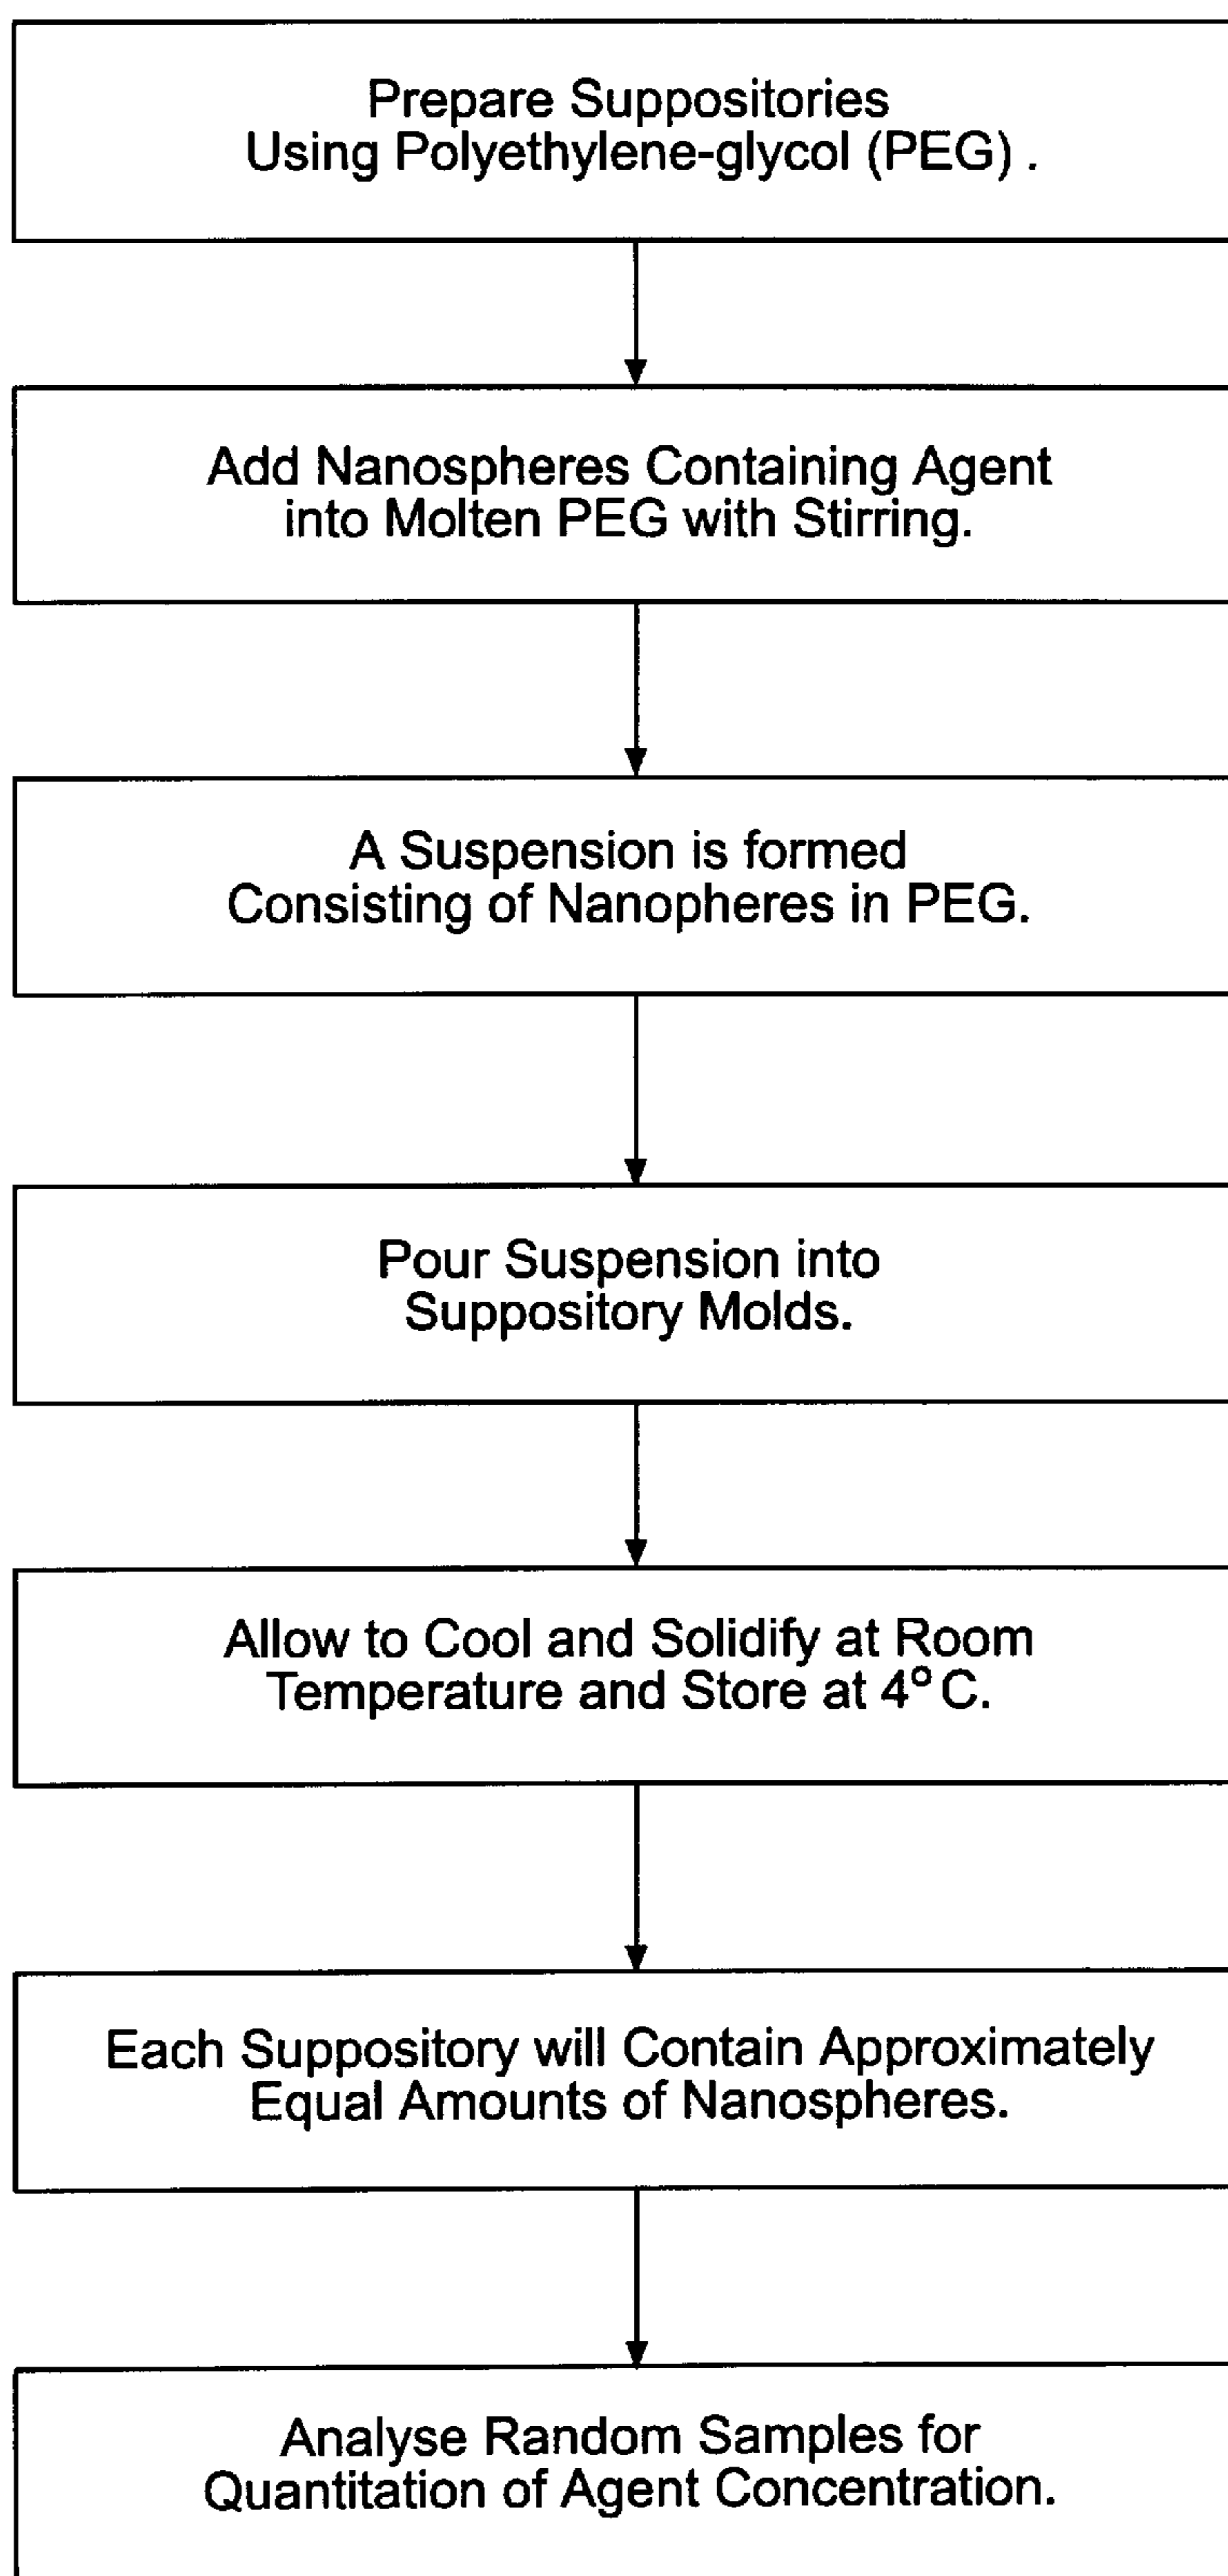 Prepare Suppositories
Using Polyethylene-glycol (PEG) .
Add Nanospheres Containing Agent
into Molten PEG with Stirring.
A Suspension is formed
Consisting of Nanopheres in PEG.
Pour Suspension into
Suppository Molds.
Allow to Cool and Solidify at Room
Temperature and Store at 4° C.
Each Suppository will Contain Approximately
Equal Amounts of Nanospheres.
Analyse Random Samples for
Quantitation of Agent Concentration.